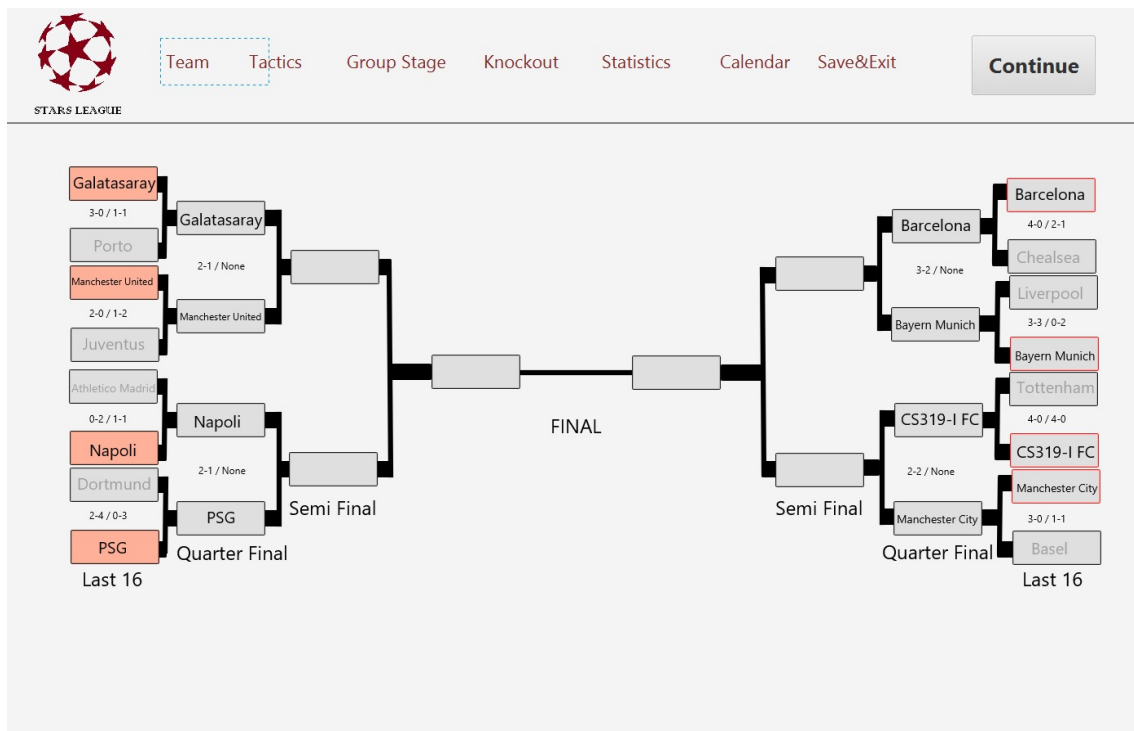 STARS LEAGUE
Team Tactics Group Stage Knockout Statistics Calendar Save&Exit Continue
Galatasaray
3-0 / 1-1
Porto
Manchester United
2-0 / 1-2
Juventus
Athletico Madrid
0-2 / 1-1
Napoli
Dortmund
2-4 / 0-3
PSG
Last 16
Galatasaray
2-1 / None
Manchester United
Napoli
2-1 / None
PSG
Quarter Final
Semi Final
FINAL
Semi Final
Barcelona
3-2 / None
Bayern Munich
CS319-I FC
2-2 / None
Manchester City
Quarter Final
Barcelona
4-0 / 2-1
Chealsea
Liverpool
3-3 / 0-2
Bayern Munich
Tottenham
4-0 / 4-0
CS319-I FC
Manchester City
3-0 / 1-1
Basel
Last 16